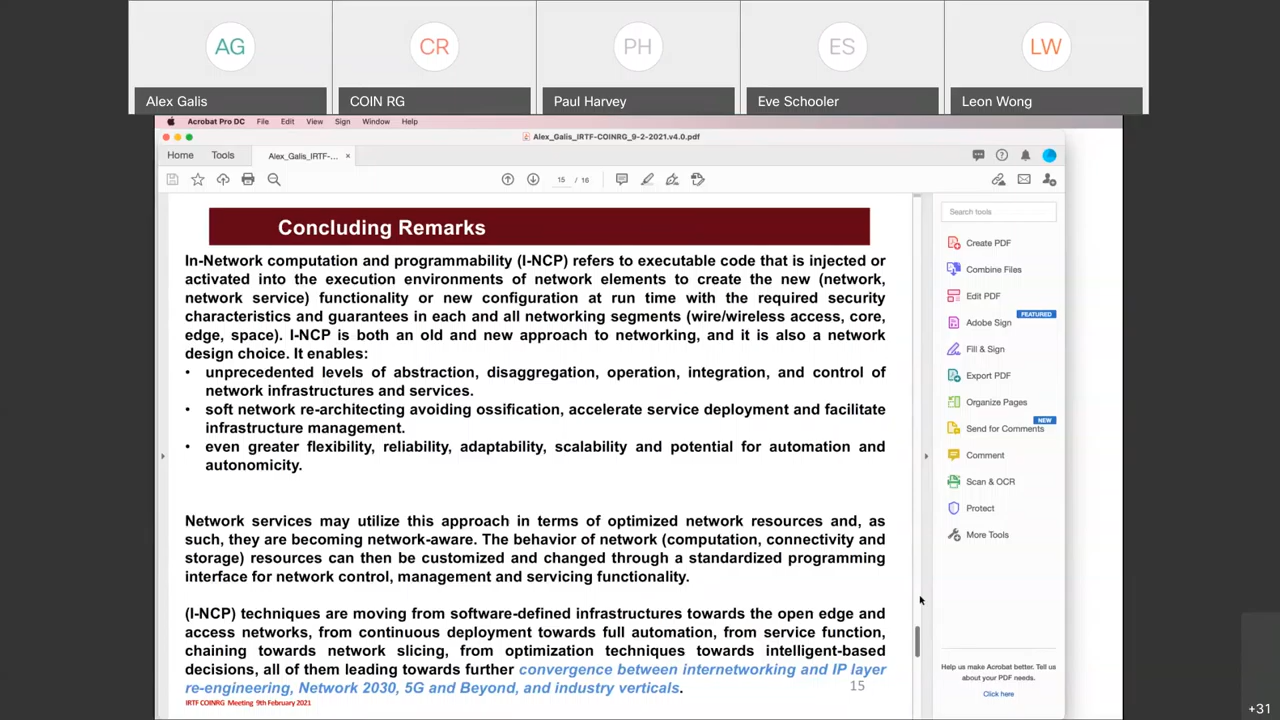 AG
CR
PH
ES
LW
Alex Galis
COIN RG
Paul Harvey
Eve Schooler
Leon Wong
Acrobat Pro DC File Edit View Sign Window Help
Alex_Galis_IRTF-COINRG_9-2-2021.v4.0.pdf
Home Tools Alex_Galis_IRTF-... ×
15 / 16
Concluding Remarks
In-Network computation and programmability (I-NCP) refers to executable code that is injected or
activated into the execution environments of network elements to create the new (network,
network service) functionality or new configuration at run time with the required security
characteristics and guarantees in each and all networking segments (wire/wireless access, core,
edge, space). I-NCP is both an old and new approach to networking, and it is also a network
design choice. It enables:
• unprecedented levels of abstraction, disaggregation, operation, integration, and control of
network infrastructures and services.
• soft network re-architecting avoiding ossification, accelerate service deployment and facilitate
infrastructure management.
• even greater flexibility, reliability, adaptability, scalability and potential for automation and
autonomicity.
Network services may utilize this approach in terms of optimized network resources and, as
such, they are becoming network-aware. The behavior of network (computation, connectivity and
storage) resources can then be customized and changed through a standardized programming
interface for network control, management and servicing functionality.
(I-NCP) techniques are moving from software-defined infrastructures towards the open edge and
access networks, from continuous deployment towards full automation, from service function,
chaining towards network slicing, from optimization techniques towards intelligent-based
decisions, all of them leading towards further convergence between internetworking and IP layer
re-engineering, Network 2030, 5G and Beyond, and industry verticals.
15
IRTF COINRG Meeting 9th February 2021
Search tools
Create PDF
Combine Files
Edit PDF
FEATURED
Adobe Sign
Fill & Sign
Export PDF
Organize Pages
NEW
Send for Comments
Comment
Scan & OCR
Protect
More Tools
Help us make Acrobat better. Tell us
about your PDF needs.
Click here
+31